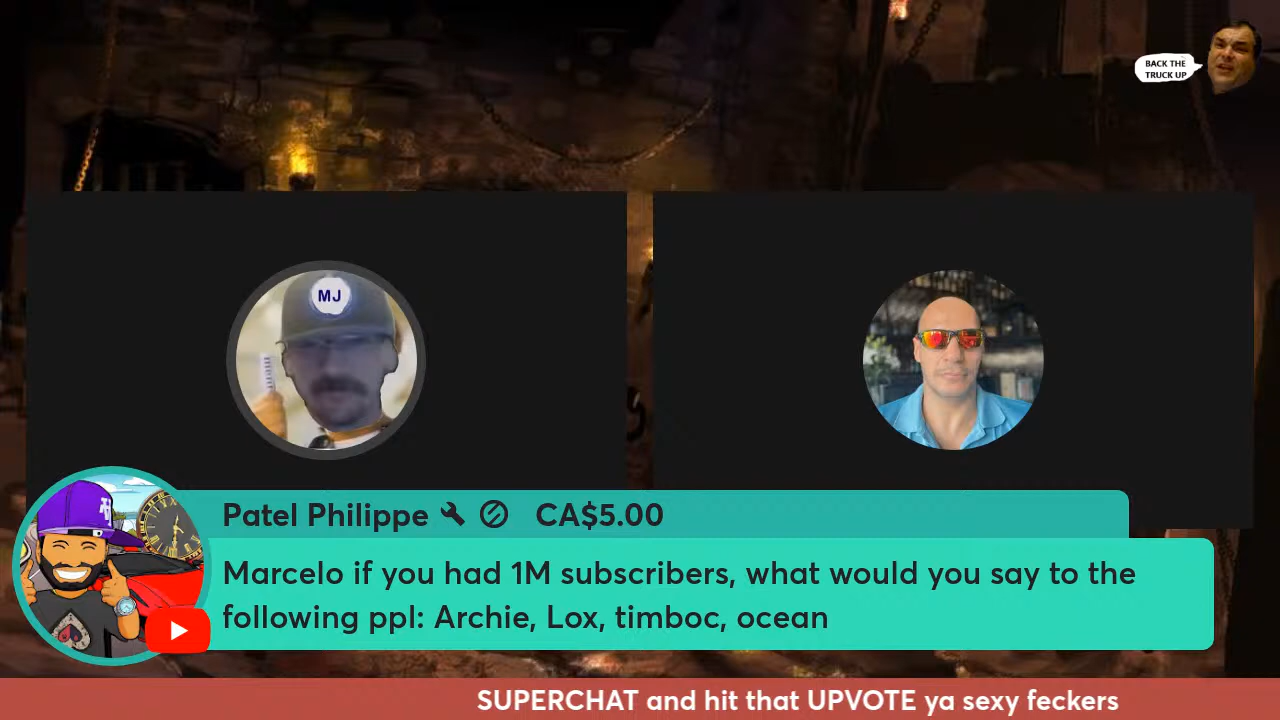 BACK THE
TRUCK UP
MJ
Patel Philippe CA$5.00
Marcelo if you had 1M subscribers, what would you say to the
following ppl: Archie, Lox, timboc, ocean
SUPERCHAT and hit that UPVOTE ya sexy feckers